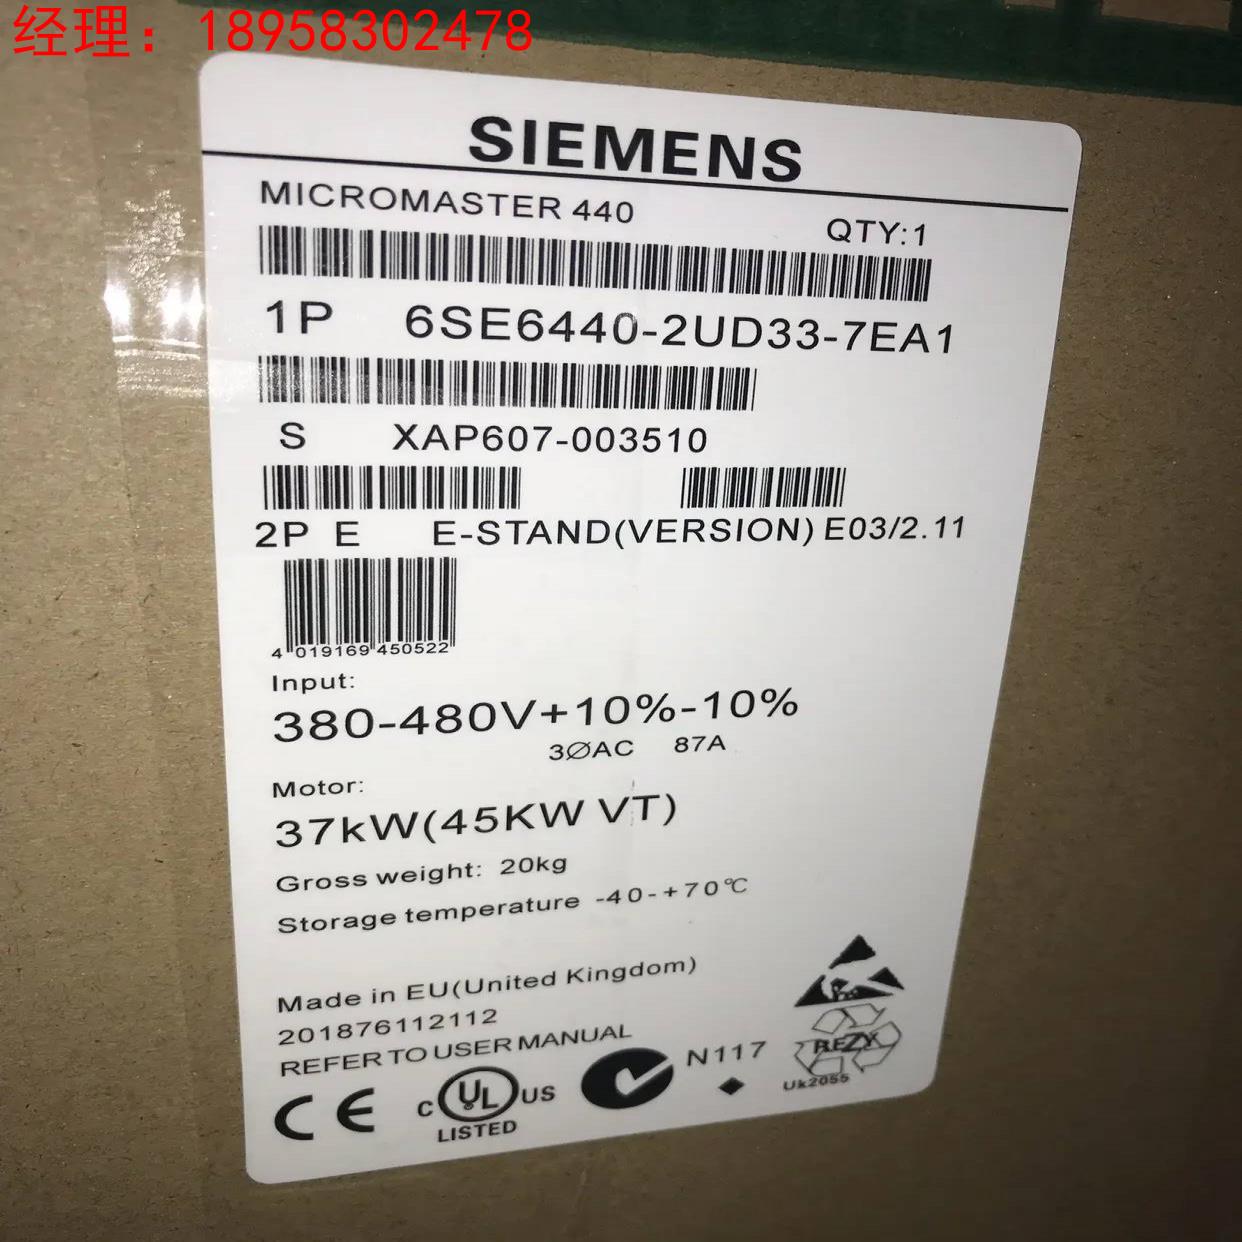 经理：18958302478
SIEMENS
MICROMASTER 440
QTY:1
1P 6SE6440-2UD33-7EA1
S XAP607-003510
2P E E-STAND(VERSION) E03/2.11
4 019169 450522
Input:
380-480V+10%-10%
3∅AC 87A
Motor:
37kW(45KW VT)
Gross weight: 20kg
Storage temperature -40-+70℃
Made in EU(United Kingdom)
201876112112
REFER TO USER MANUAL
CE
C UL US
LISTED
N117
REZY
Uk2055